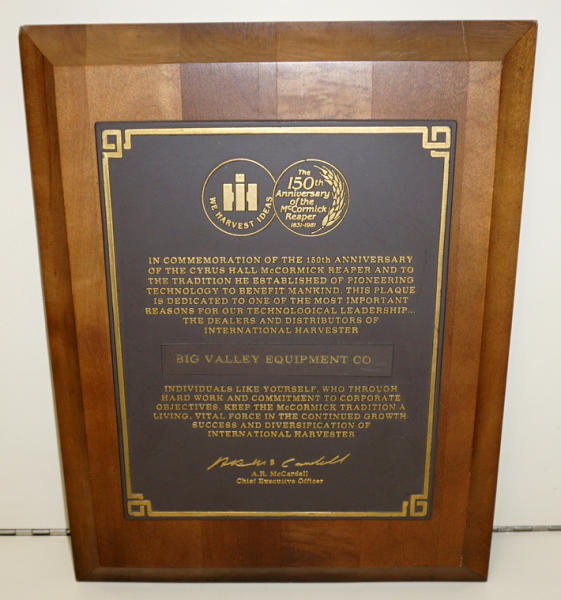 IH
WE HARVEST IDEAS
The
150th
Anniversary
of the
McCormick
Reaper
1831-1981
IN COMMEMORATION OF THE 150th ANNIVERSARY
OF THE CYRUS HALL McCORMICK REAPER AND TO
THE TRADITION HE ESTABLISHED OF PIONEERING
TECHNOLOGY TO BENEFIT MANKIND. THIS PLAQUE
IS DEDICATED TO ONE OF THE MOST IMPORTANT
REASONS FOR OUR TECHNOLOGICAL LEADERSHIP...
THE DEALERS AND DISTRIBUTORS OF
INTERNATIONAL HARVESTER
BIG VALLEY EQUIPMENT CO
INDIVIDUALS LIKE YOURSELF, WHO THROUGH
HARD WORK AND COMMITMENT TO CORPORATE
OBJECTIVES, KEEP THE McCORMICK TRADITION A
LIVING, VITAL FORCE IN THE CONTINUED GROWTH
SUCCESS AND DIVERSIFICATION OF
INTERNATIONAL HARVESTER
A.R. McCardell
A.R. McCardell
Chief Executive Officer